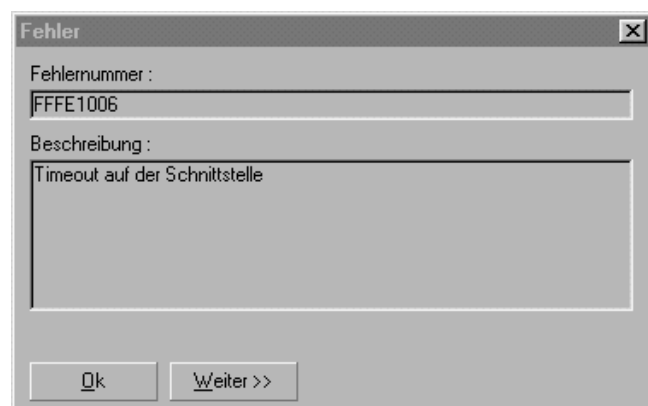 Fehler
Fehlernummer :
FFFE1006
Beschreibung :
Timeout auf der Schnittstelle
Ok
Weiter >>